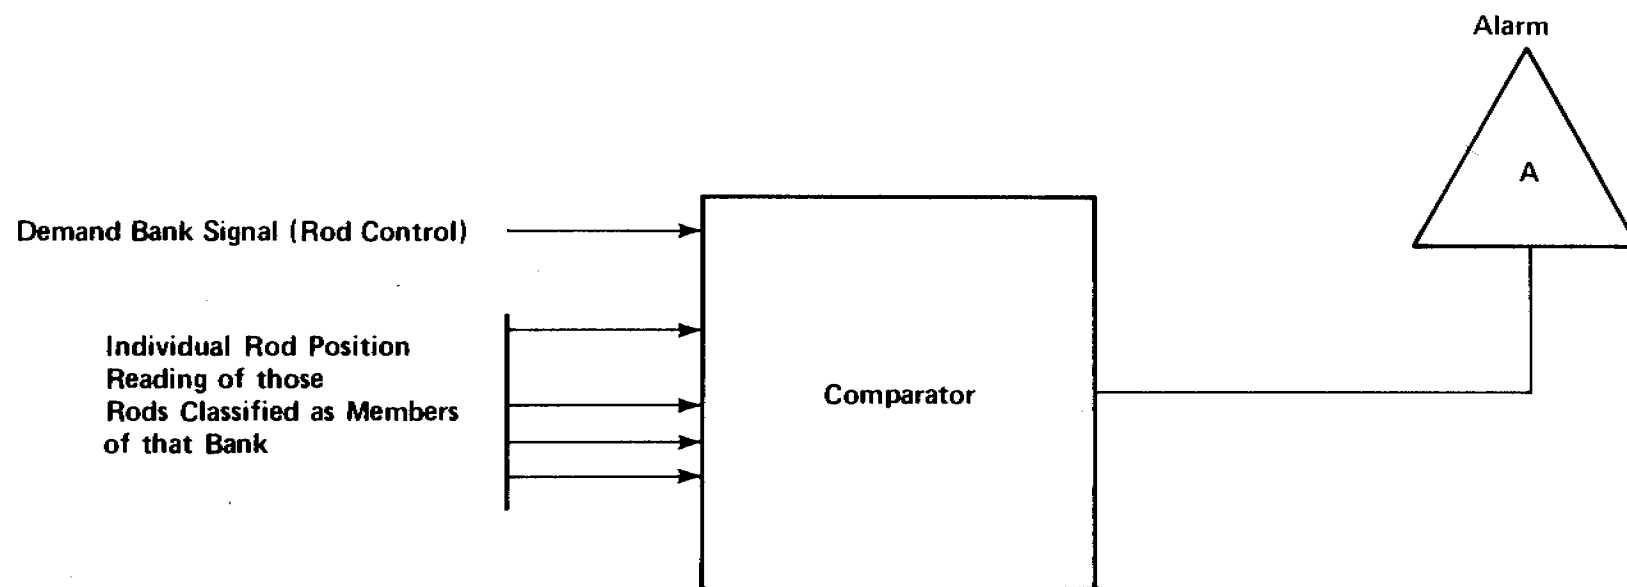 Alarm
A
Demand Bank Signal (Rod Control)
Individual Rod Position
Reading of those
Rods Classified as Members
of that Bank
Comparator